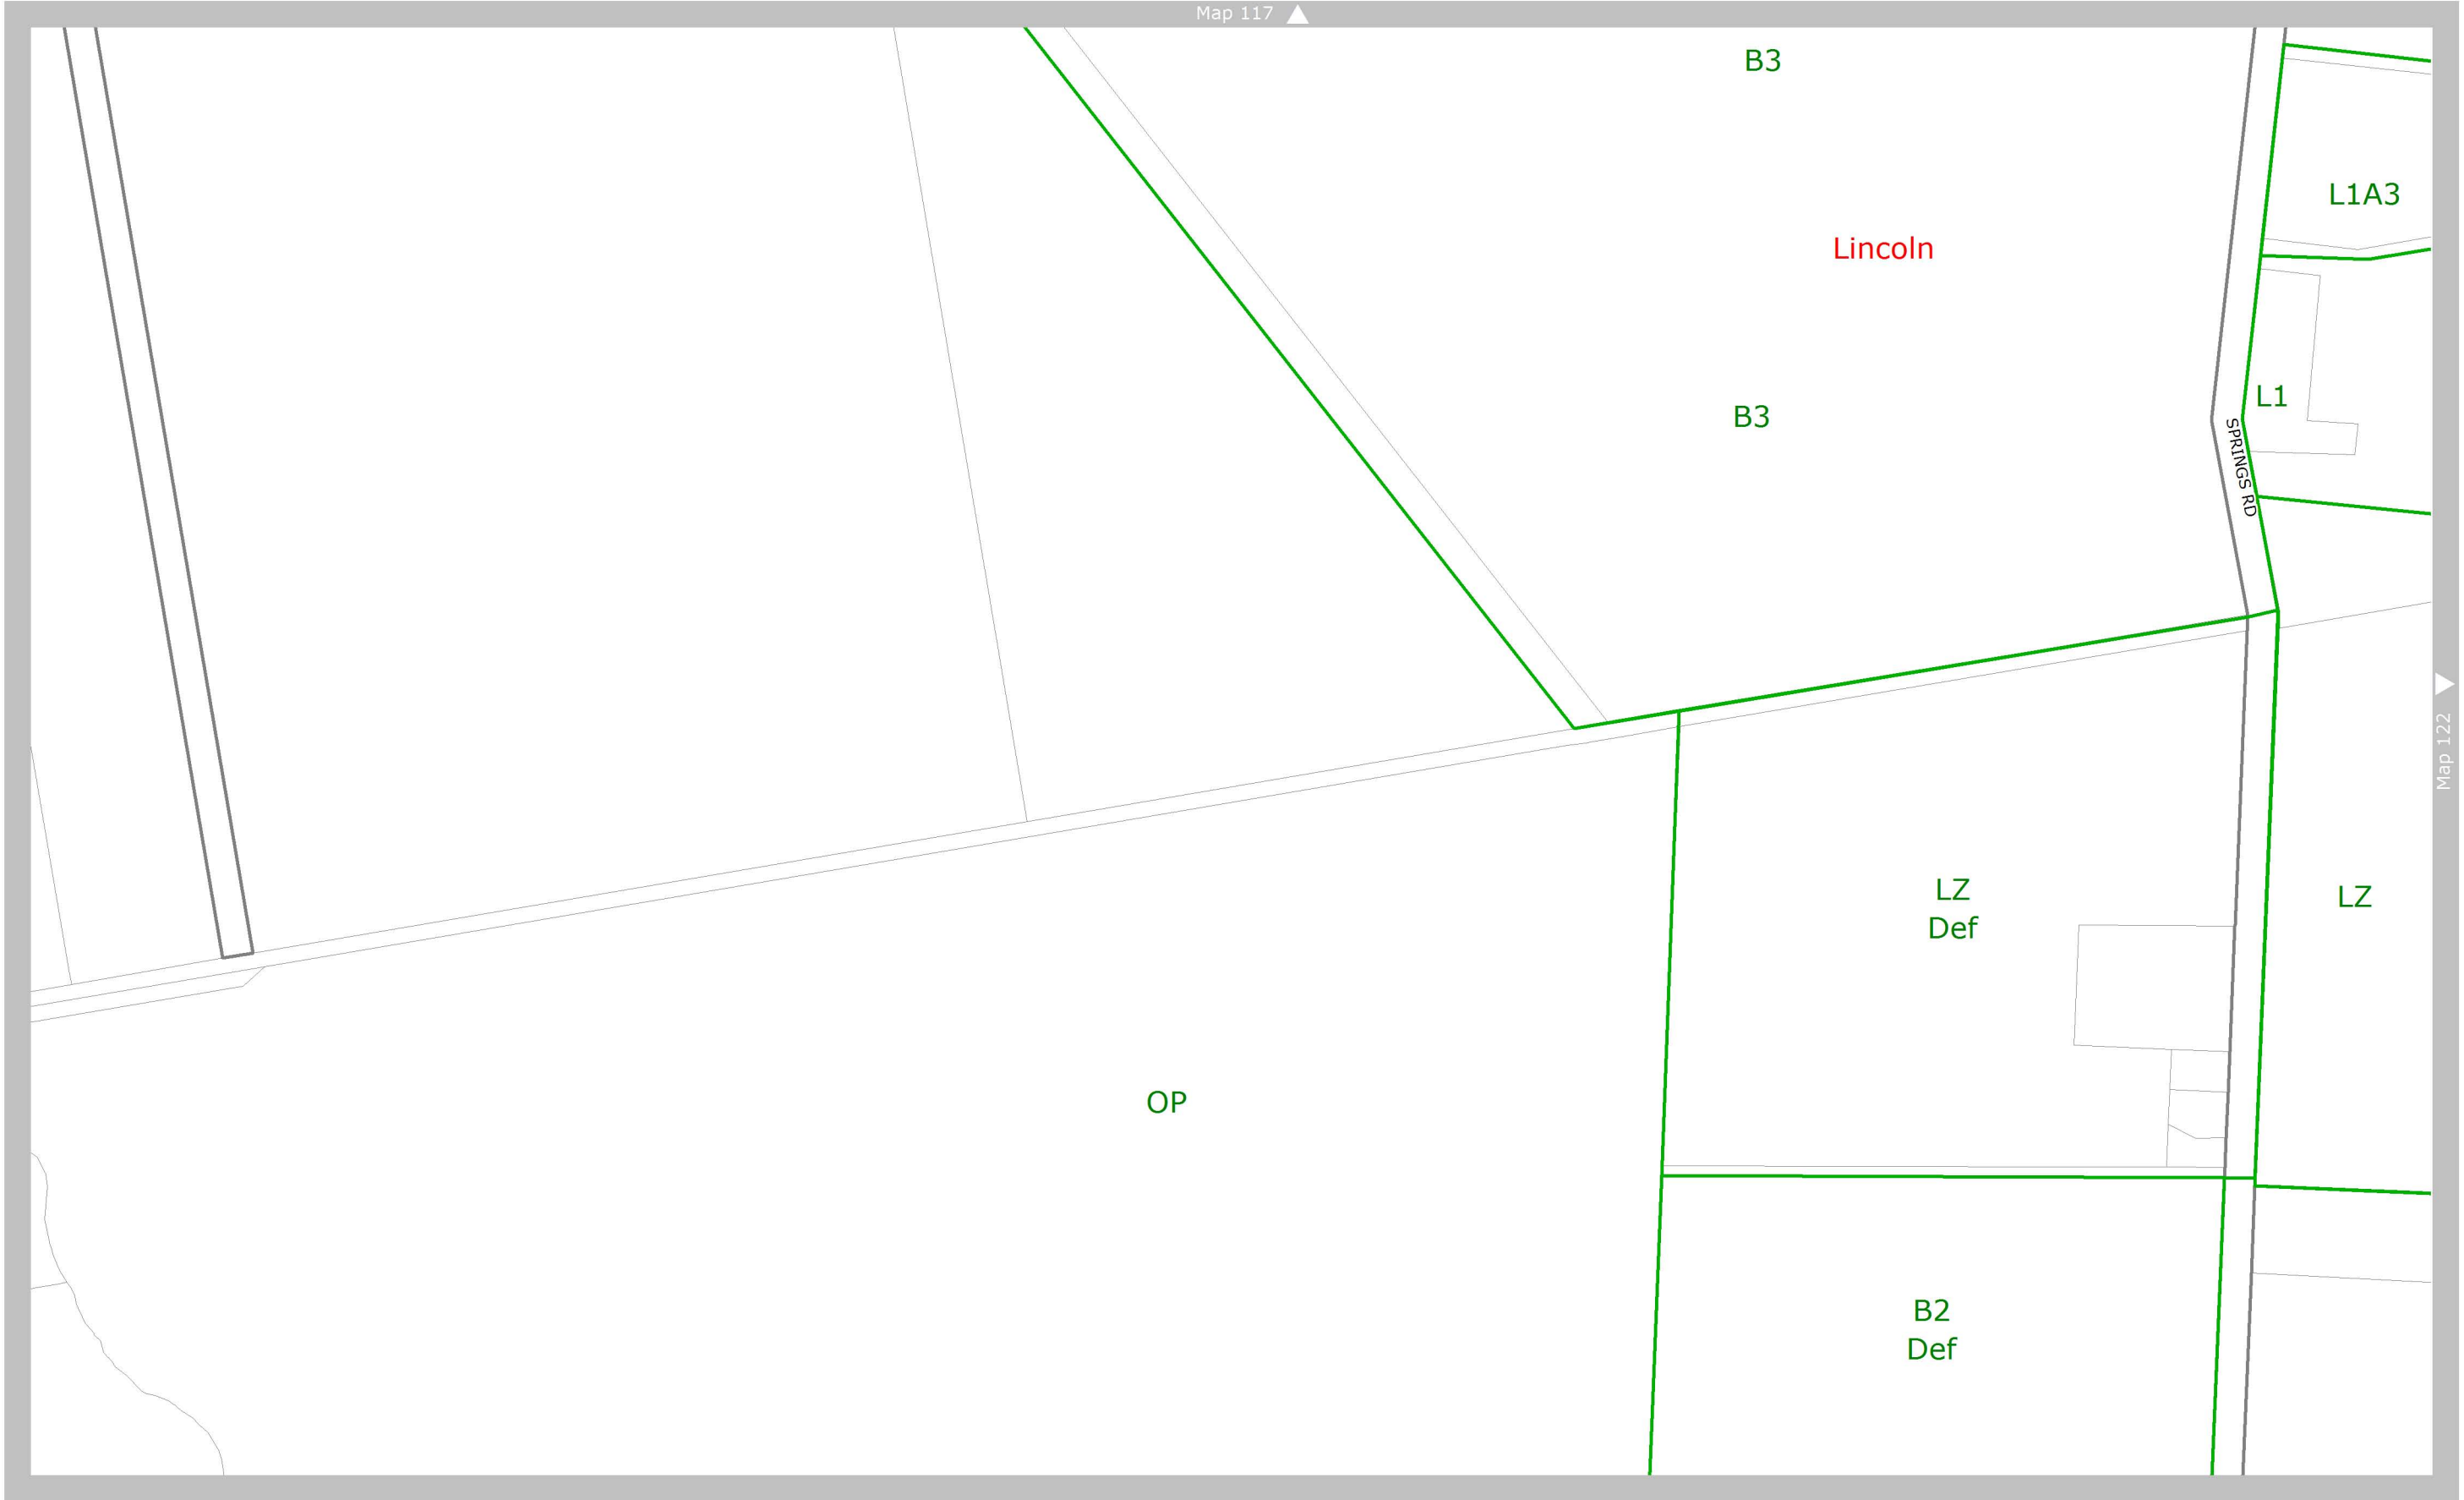 Map 117
B3
L1A3
Lincoln
L1
B3
SPRINGS RD
Map 122
LZ
Def
LZ
OP
B2
Def